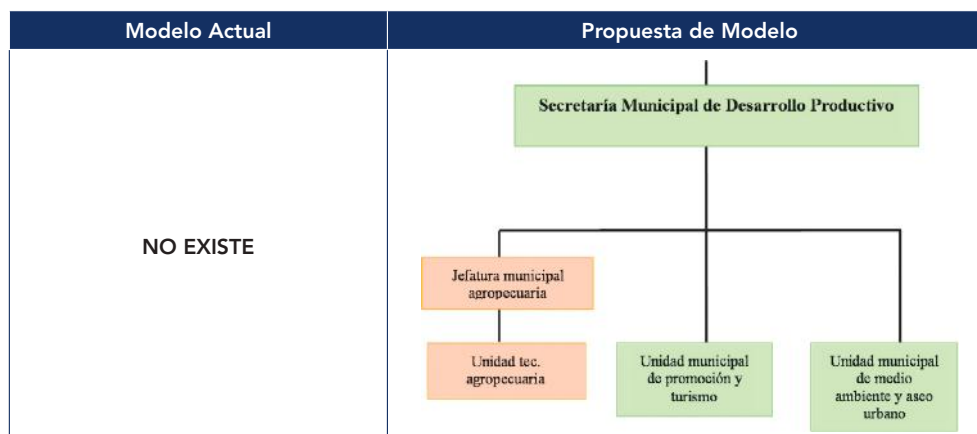 Modelo Actual
Propuesta de Modelo
NO EXISTE
Secretaría Municipal de Desarrollo Productivo
Jefatura municipal
agropecuaria
Unidad tec.
agropecuaria
Unidad municipal
de promoción y
turismo
Unidad municipal
de medio
ambiente y aseo
urbano